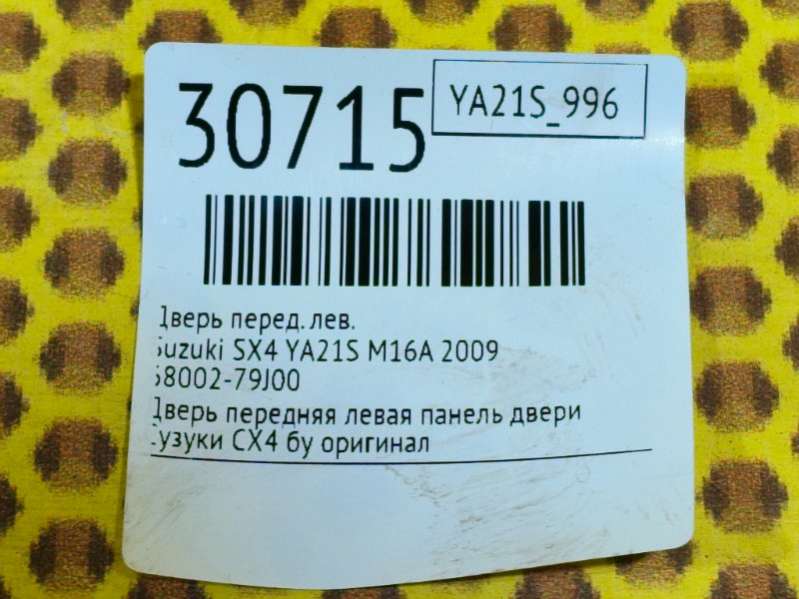 30715
YA21S_996
Дверь перед. лев.
Suzuki SX4 YA21S M16A 2009
68002-79J00
Дверь передняя левая панель двери
Сузуки СХ4 бу оригинал